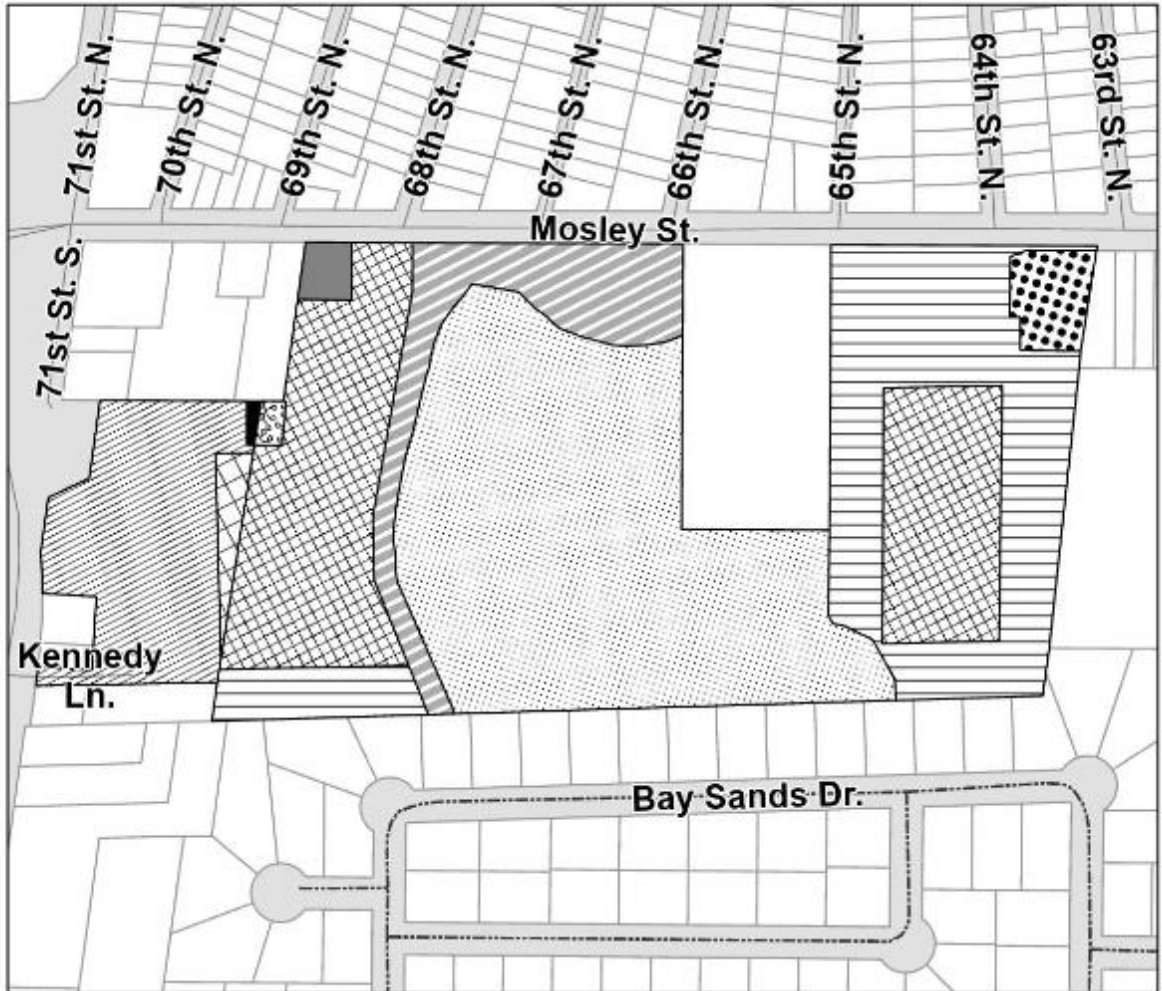 71st St. N.
70th St. N.
69th St. N.
68th St. N.
67th St. N.
66th St. N.
65th St. N.
64th St. N.
63rd St. N.
Mosley St.
71st St. S.
Kennedy
Ln.
Bay Sands Dr.